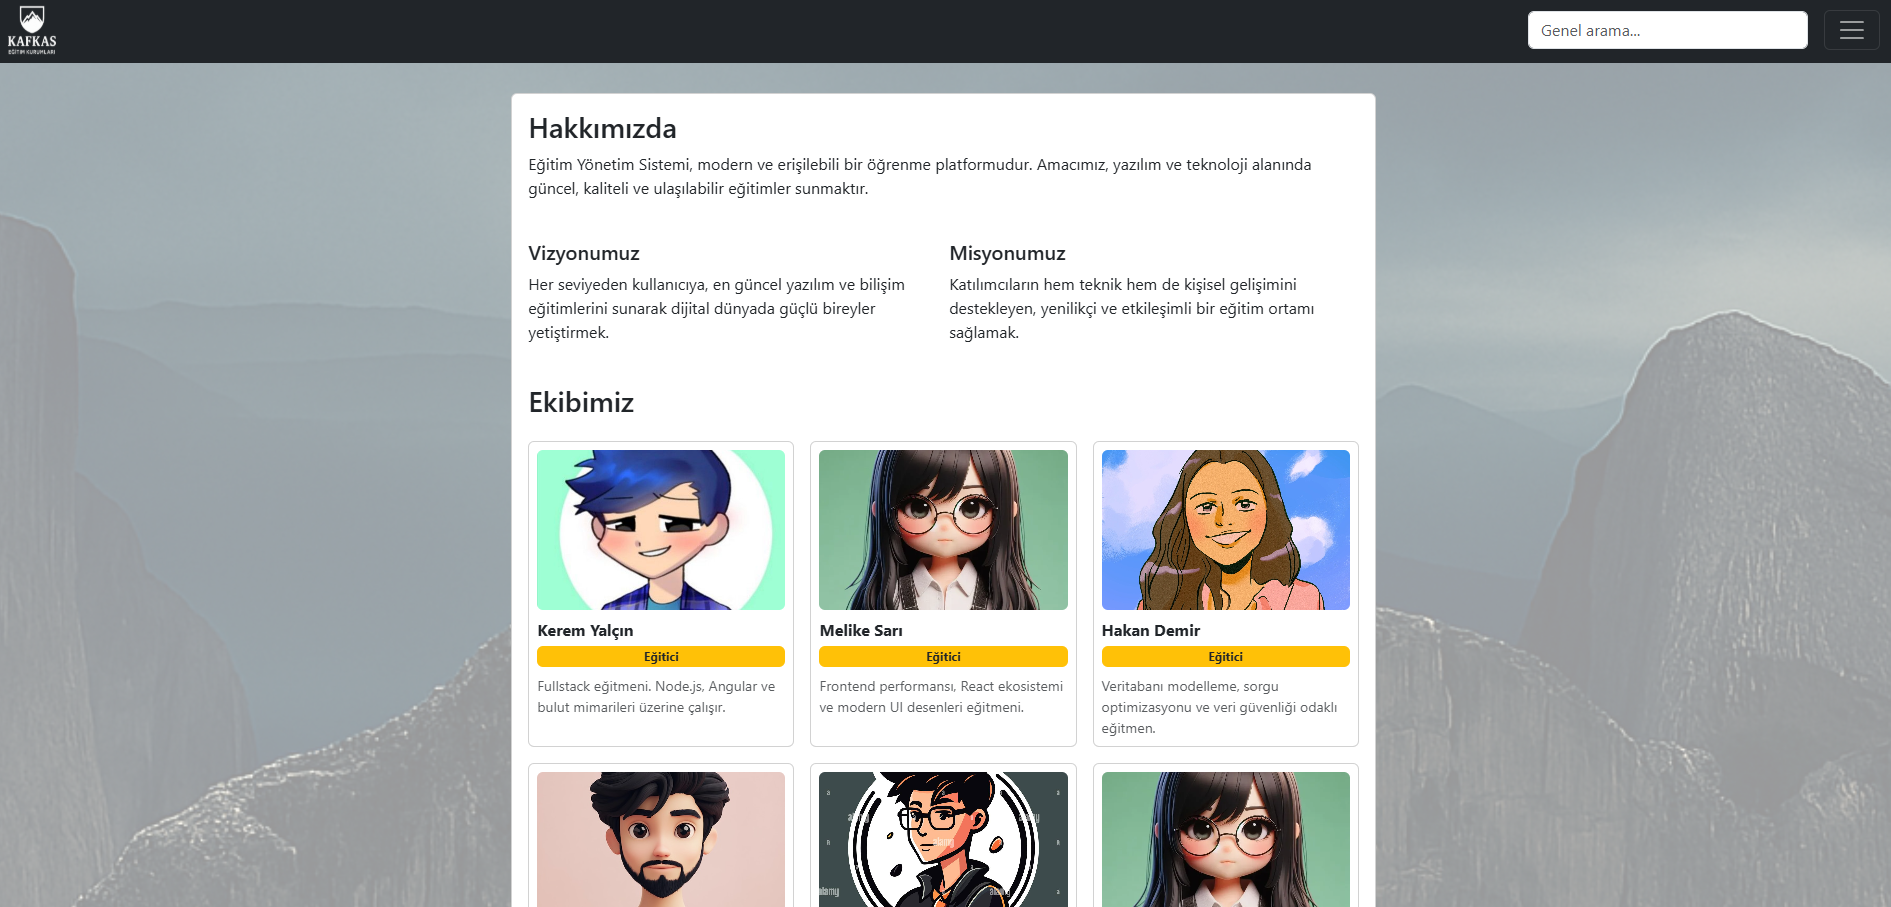 KAFKAS
EĞİTİM KURUMLARI
Genel arama...
Hakkımızda
Eğitim Yönetim Sistemi, modern ve erişilebili bir öğrenme platformudur. Amacımız, yazılım ve teknoloji alanında
güncel, kaliteli ve ulaşılabilir eğitimler sunmaktır.
Vizyonumuz
Her seviyeden kullanıcıya, en güncel yazılım ve bilişim
eğitimlerini sunarak dijital dünyada güçlü bireyler
yetiştirmek.
Misyonumuz
Katılımcıların hem teknik hem de kişisel gelişimini
destekleyen, yenilikçi ve etkileşimli bir eğitim ortamı
sağlamak.
Ekibimiz
Kerem Yalçın
Eğitici
Fullstack eğitmeni. Node.js, Angular ve
bulut mimarileri üzerine çalışır.
Melike Sarı
Eğitici
Frontend performansı, React ekosistemi
ve modern UI desenleri eğitmeni.
Hakan Demir
Eğitici
Veritabanı modelleme, sorgu
optimizasyonu ve veri güvenliği odaklı
eğitmen.
alamy
alamy
alamy
alamy